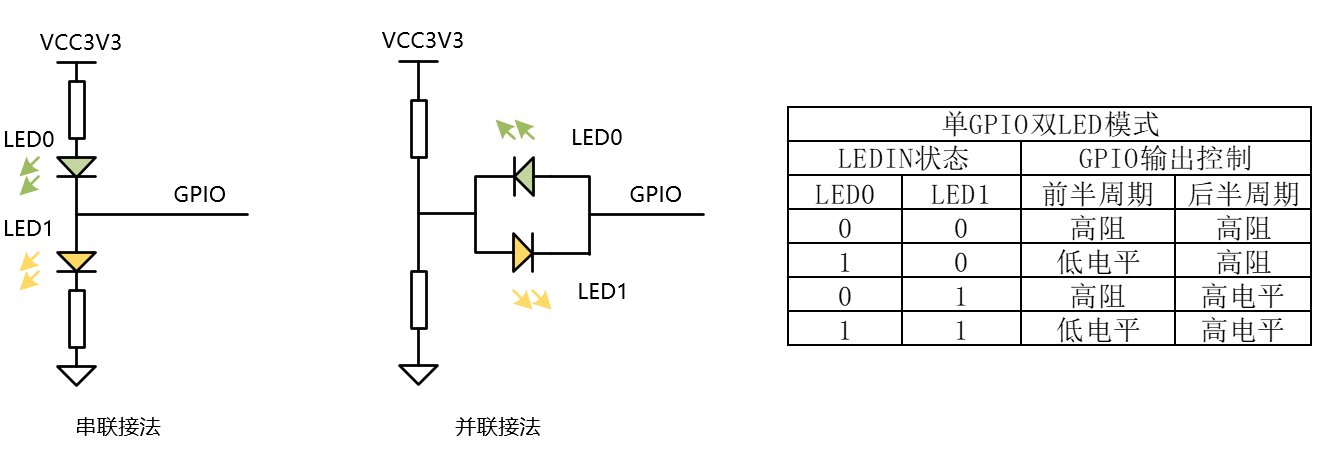 VCC3V3
LED0
GPIO
LED1
串联接法
VCC3V3
LED0
GPIO
LED1
并联接法
单GPIO双LED模式
LEDIN状态 GPIO输出控制
LED0 LED1 前半周期 后半周期
0 0 高阻 高阻
1 0 低电平 高阻
0 1 高阻 高电平
1 1 低电平 高电平